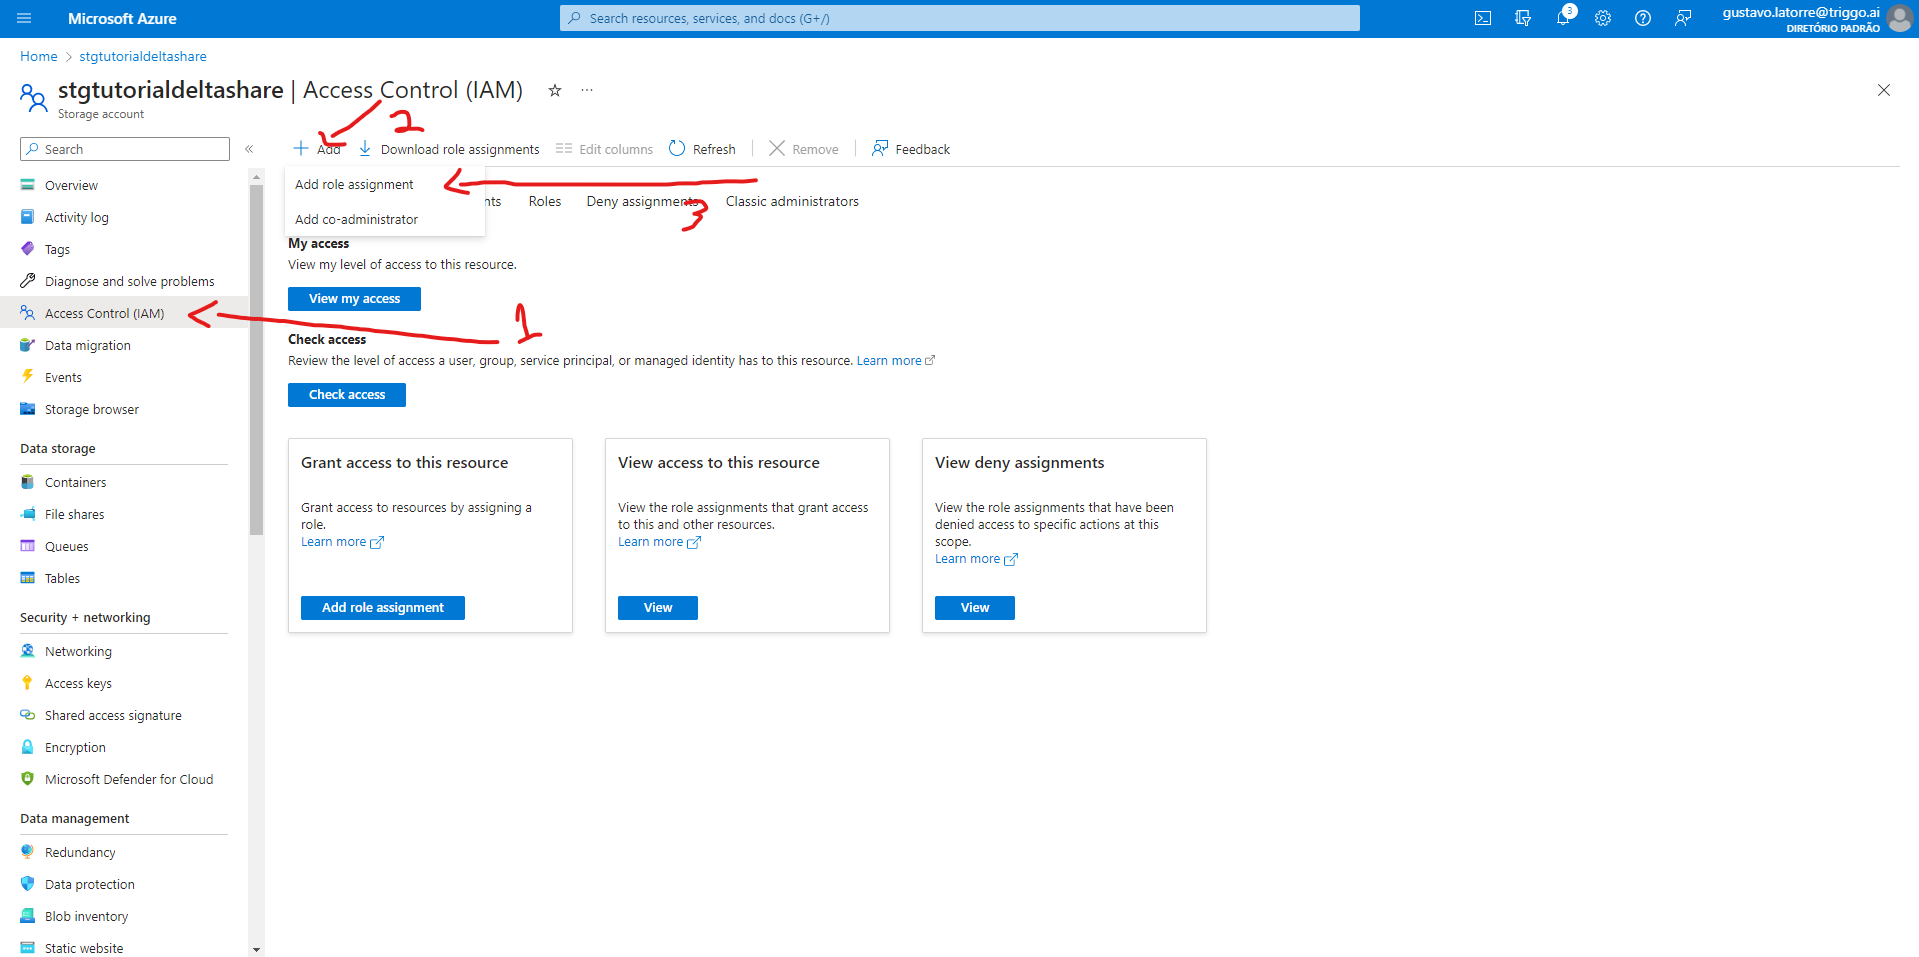 Microsoft Azure
Search resources, services, and docs (G+/)
3
gustavo.latorre@triggo.ai
DIRETÓRIO PADRÃO
Home > stgtutorialdeltashare
stgtutorialdeltashare | Access Control (IAM)
Storage account
2
Search
Add
Download role assignments
Edit columns
Refresh
Remove
Feedback
Add role assignment
Add co-administrator
nts
Roles
Deny assignments
3
Classic administrators
My access
View my level of access to this resource.
View my access
1
Check access
Review the level of access a user, group, service principal, or managed identity has to this resource. Learn more
Check access
Grant access to this resource
Grant access to resources by assigning a
role.
Learn more
Add role assignment
View access to this resource
View the role assignments that grant access
to this and other resources.
Learn more
View
View deny assignments
View the role assignments that have been
denied access to specific actions at this
scope.
Learn more
View
Overview
Activity log
Tags
Diagnose and solve problems
Access Control (IAM)
Data migration
Events
Storage browser
Data storage
Containers
File shares
Queues
Tables
Security + networking
Networking
Access keys
Shared access signature
Encryption
Microsoft Defender for Cloud
Data management
Redundancy
Data protection
Blob inventory
Static website